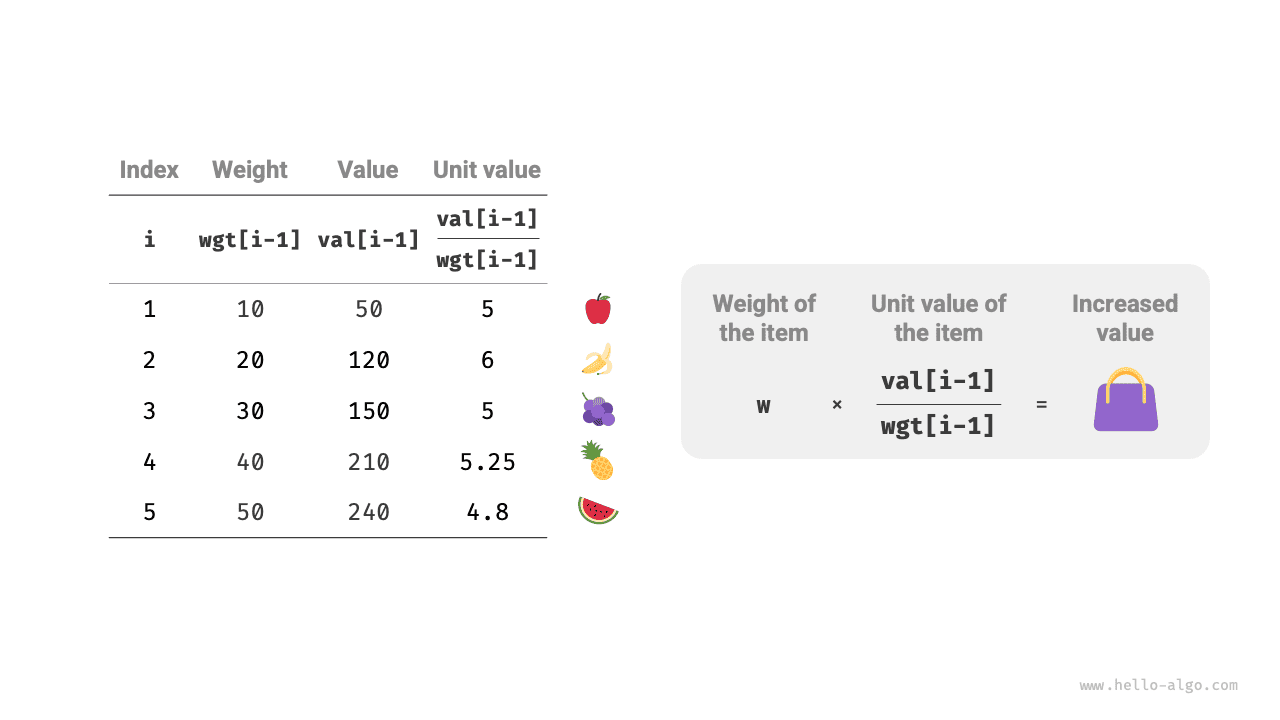 Index Weight Value Unit value
i wgt[i-1] val[i-1] val[i-1]
wgt[i-1]
1 10 50 5
2 20 120 6
3 30 150 5
4 40 210 5.25
5 50 240 4.8
Weight of
the item
Unit value of
the item
Increased
value
w × val[i-1]
wgt[i-1] =
www.hello-algo.com